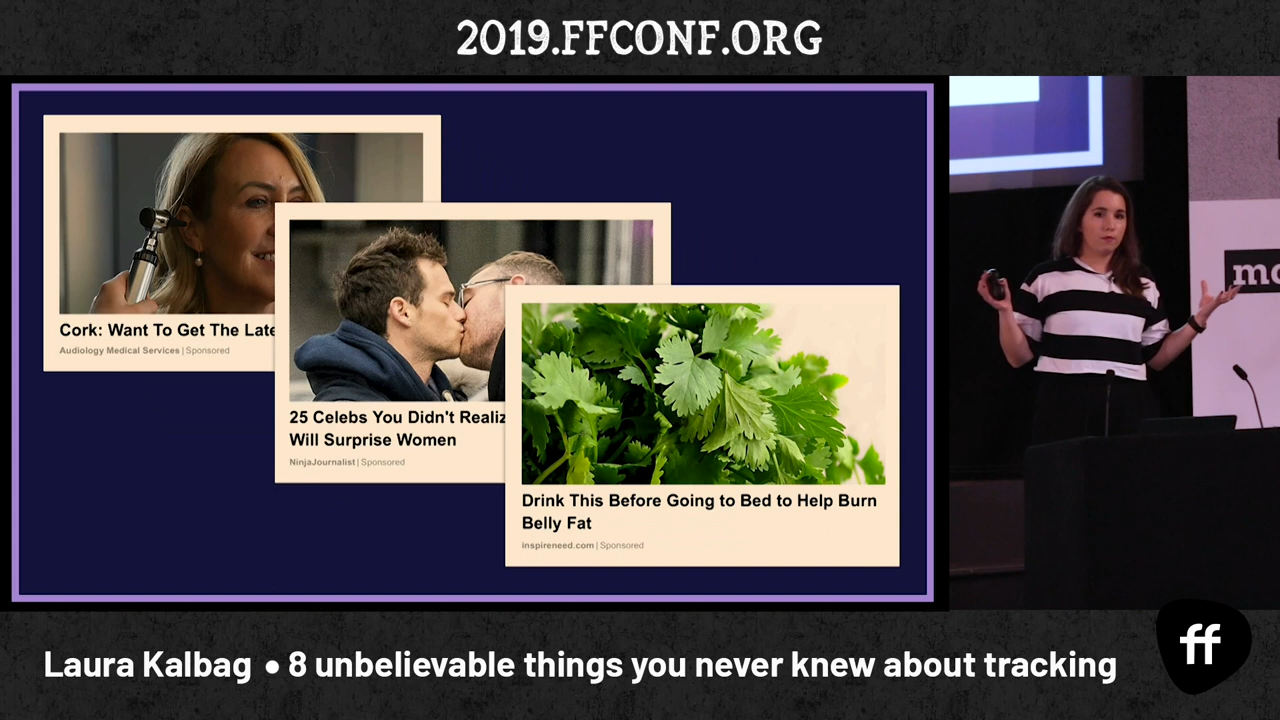 2019.FFCONF.ORG
Cork: Want To Get The Late
Audiology Medical Services | Sponsored
25 Celebs You Didn't Realiz
Will Surprise Women
NinjaJournalist | Sponsored
Drink This Before Going to Bed to Help Burn
Belly Fat
inspireneed.com | Sponsored
Laura Kalbag • 8 unbelievable things you never knew about tracking
ff